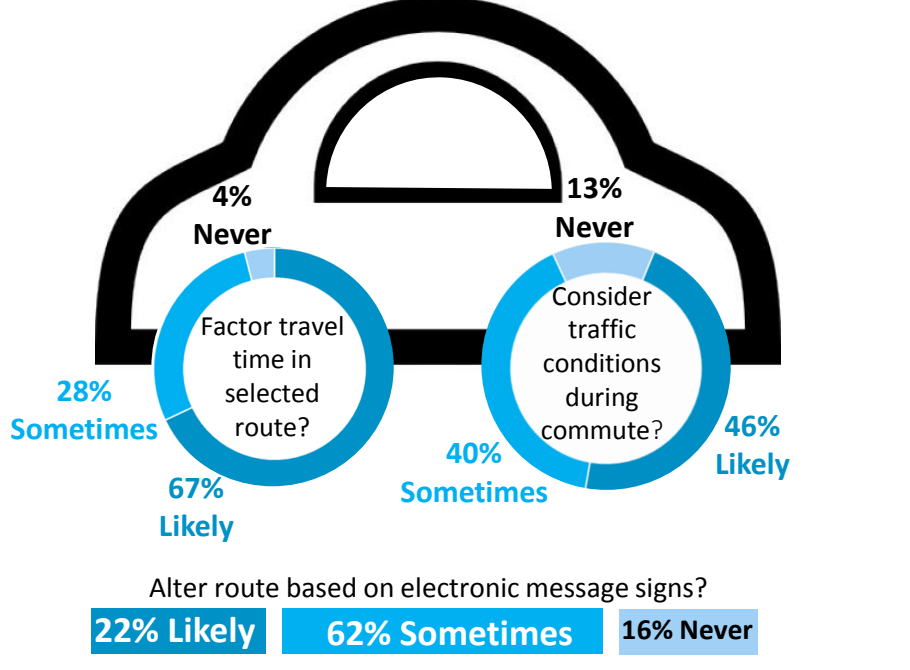 4%
Never
Factor travel
time in
selected
route?
28%
Sometimes
67%
Likely
13%
Never
Consider
traffic
conditions
during
commute?
40%
Sometimes
46%
Likely
Alter route based on electronic message signs?
22% Likely
62% Sometimes
16% Never